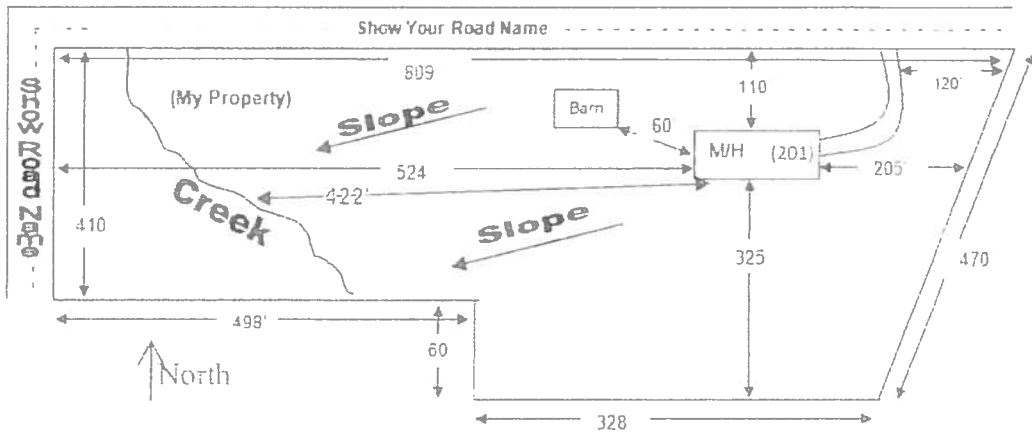 Show Your Road Name
Show Road Name
809
110
120'
(My Property)
Slope
Barn
60'
M/H (201)
524
205'
422'
410
Creek
Slope
325
470
498'
60
North
328